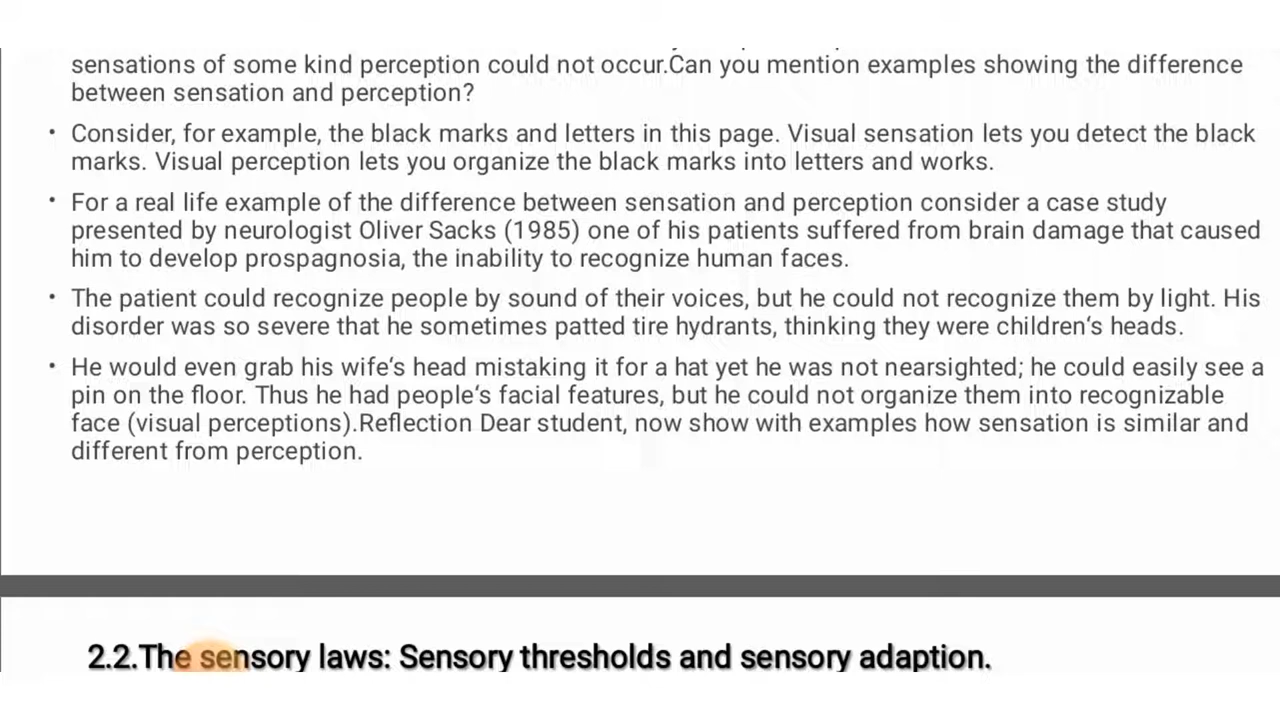 sensations of some kind perception could not occur.Can you mention examples showing the difference
between sensation and perception?
• Consider, for example, the black marks and letters in this page. Visual sensation lets you detect the black
marks. Visual perception lets you organize the black marks into letters and works.
• For a real life example of the difference between sensation and perception consider a case study
presented by neurologist Oliver Sacks (1985) one of his patients suffered from brain damage that caused
him to develop prospagnosia, the inability to recognize human faces.
• The patient could recognize people by sound of their voices, but he could not recognize them by light. His
disorder was so severe that he sometimes patted tire hydrants, thinking they were children‘s heads.
• He would even grab his wife‘s head mistaking it for a hat yet he was not nearsighted; he could easily see a
pin on the floor. Thus he had people‘s facial features, but he could not organize them into recognizable
face (visual perceptions).Reflection Dear student, now show with examples how sensation is similar and
different from perception.
2.2.The sensory laws: Sensory thresholds and sensory adaption.